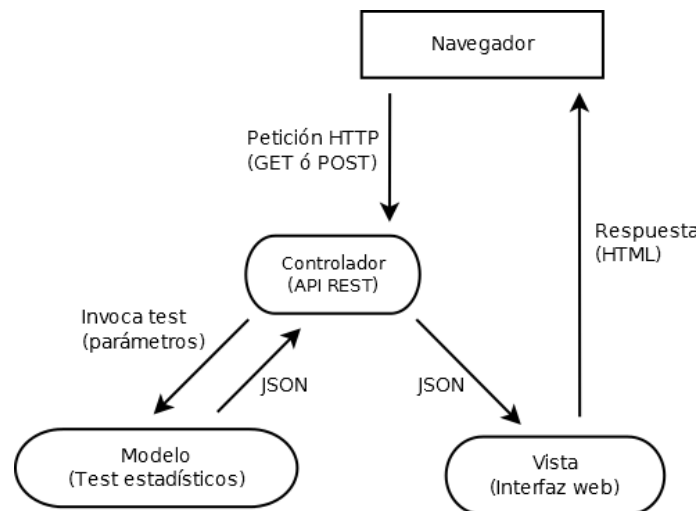 Navegador
Petición HTTP
(GET ó POST)
Respuesta
(HTML)
Controlador
(API REST)
Invoca test
(parámetros)
JSON
JSON
Modelo
(Test estadísticos)
Vista
(Interfaz web)